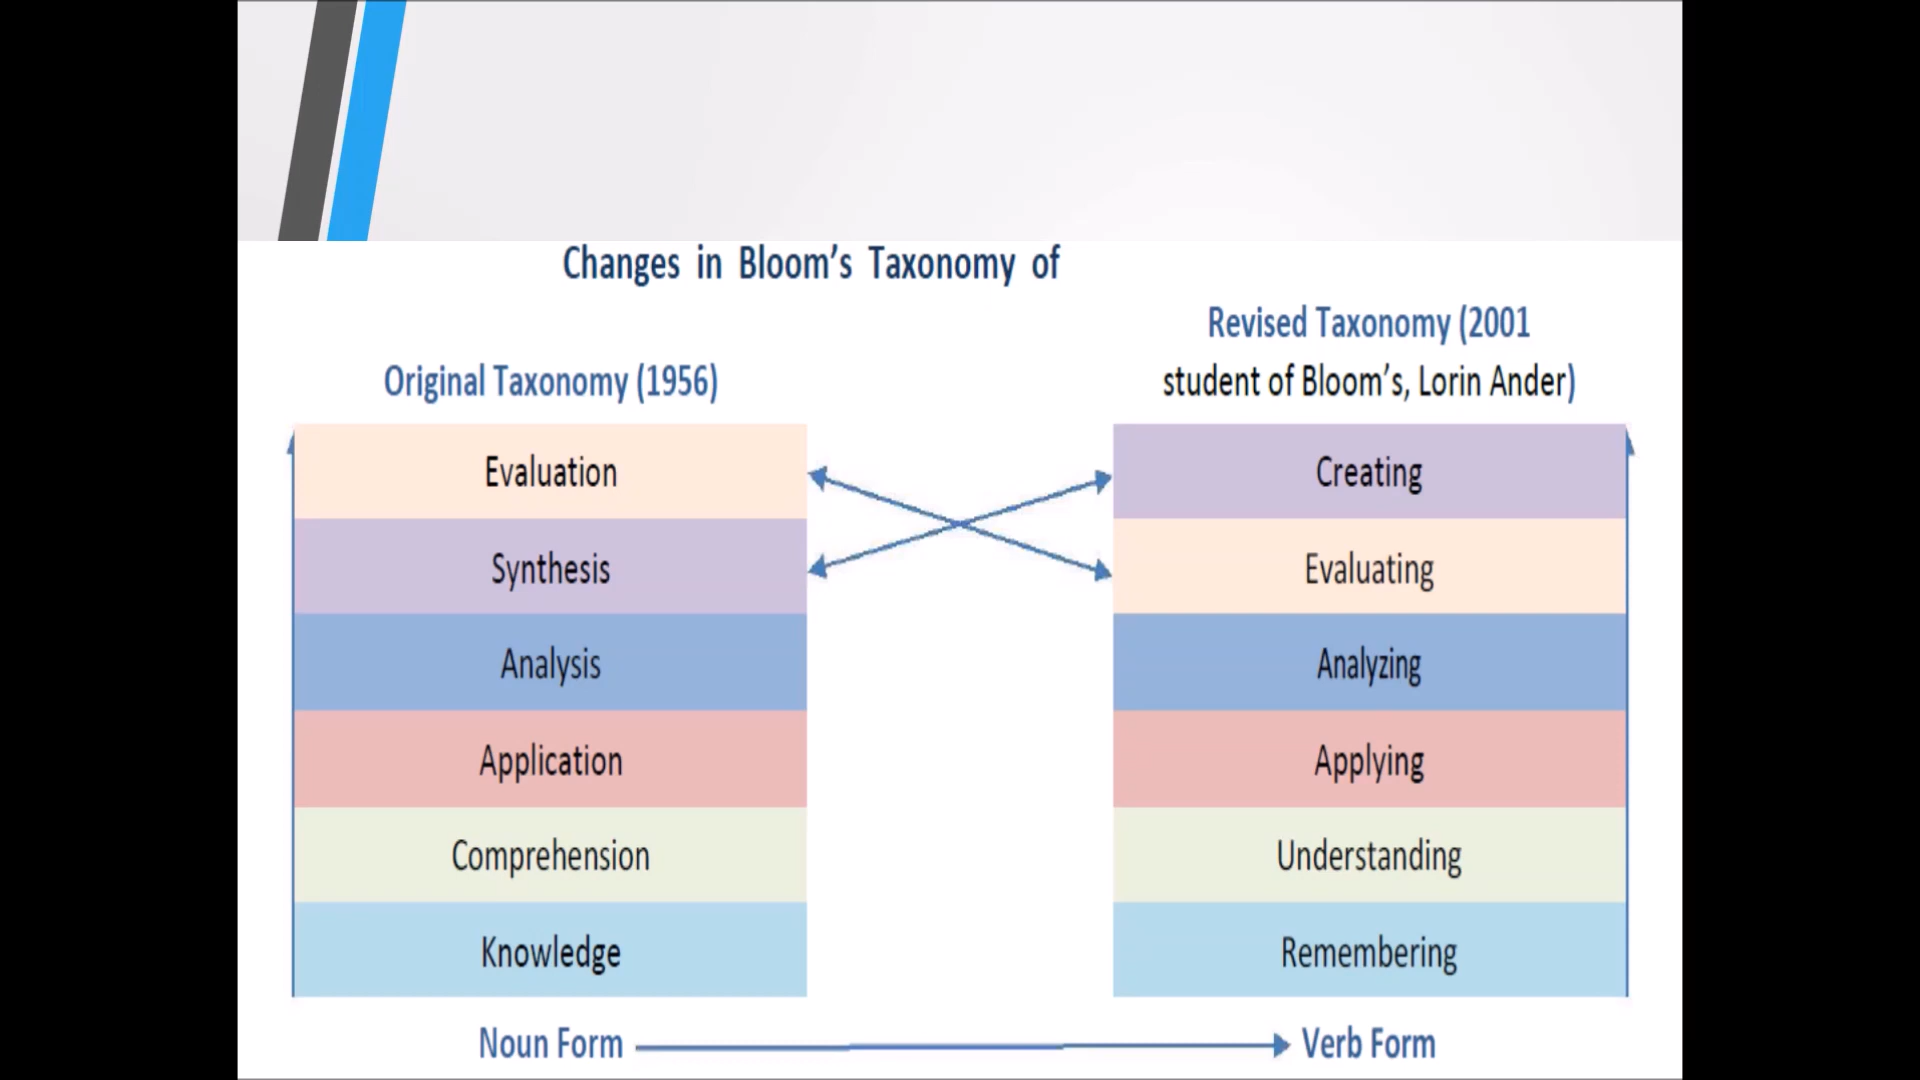 Changes in Bloom’s Taxonomy of
Original Taxonomy (1956)
Evaluation
Synthesis
Analysis
Application
Comprehension
Knowledge
Noun Form
Revised Taxonomy (2001
student of Bloom’s, Lorin Ander)
Creating
Evaluating
Analyzing
Applying
Understanding
Remembering
Verb Form